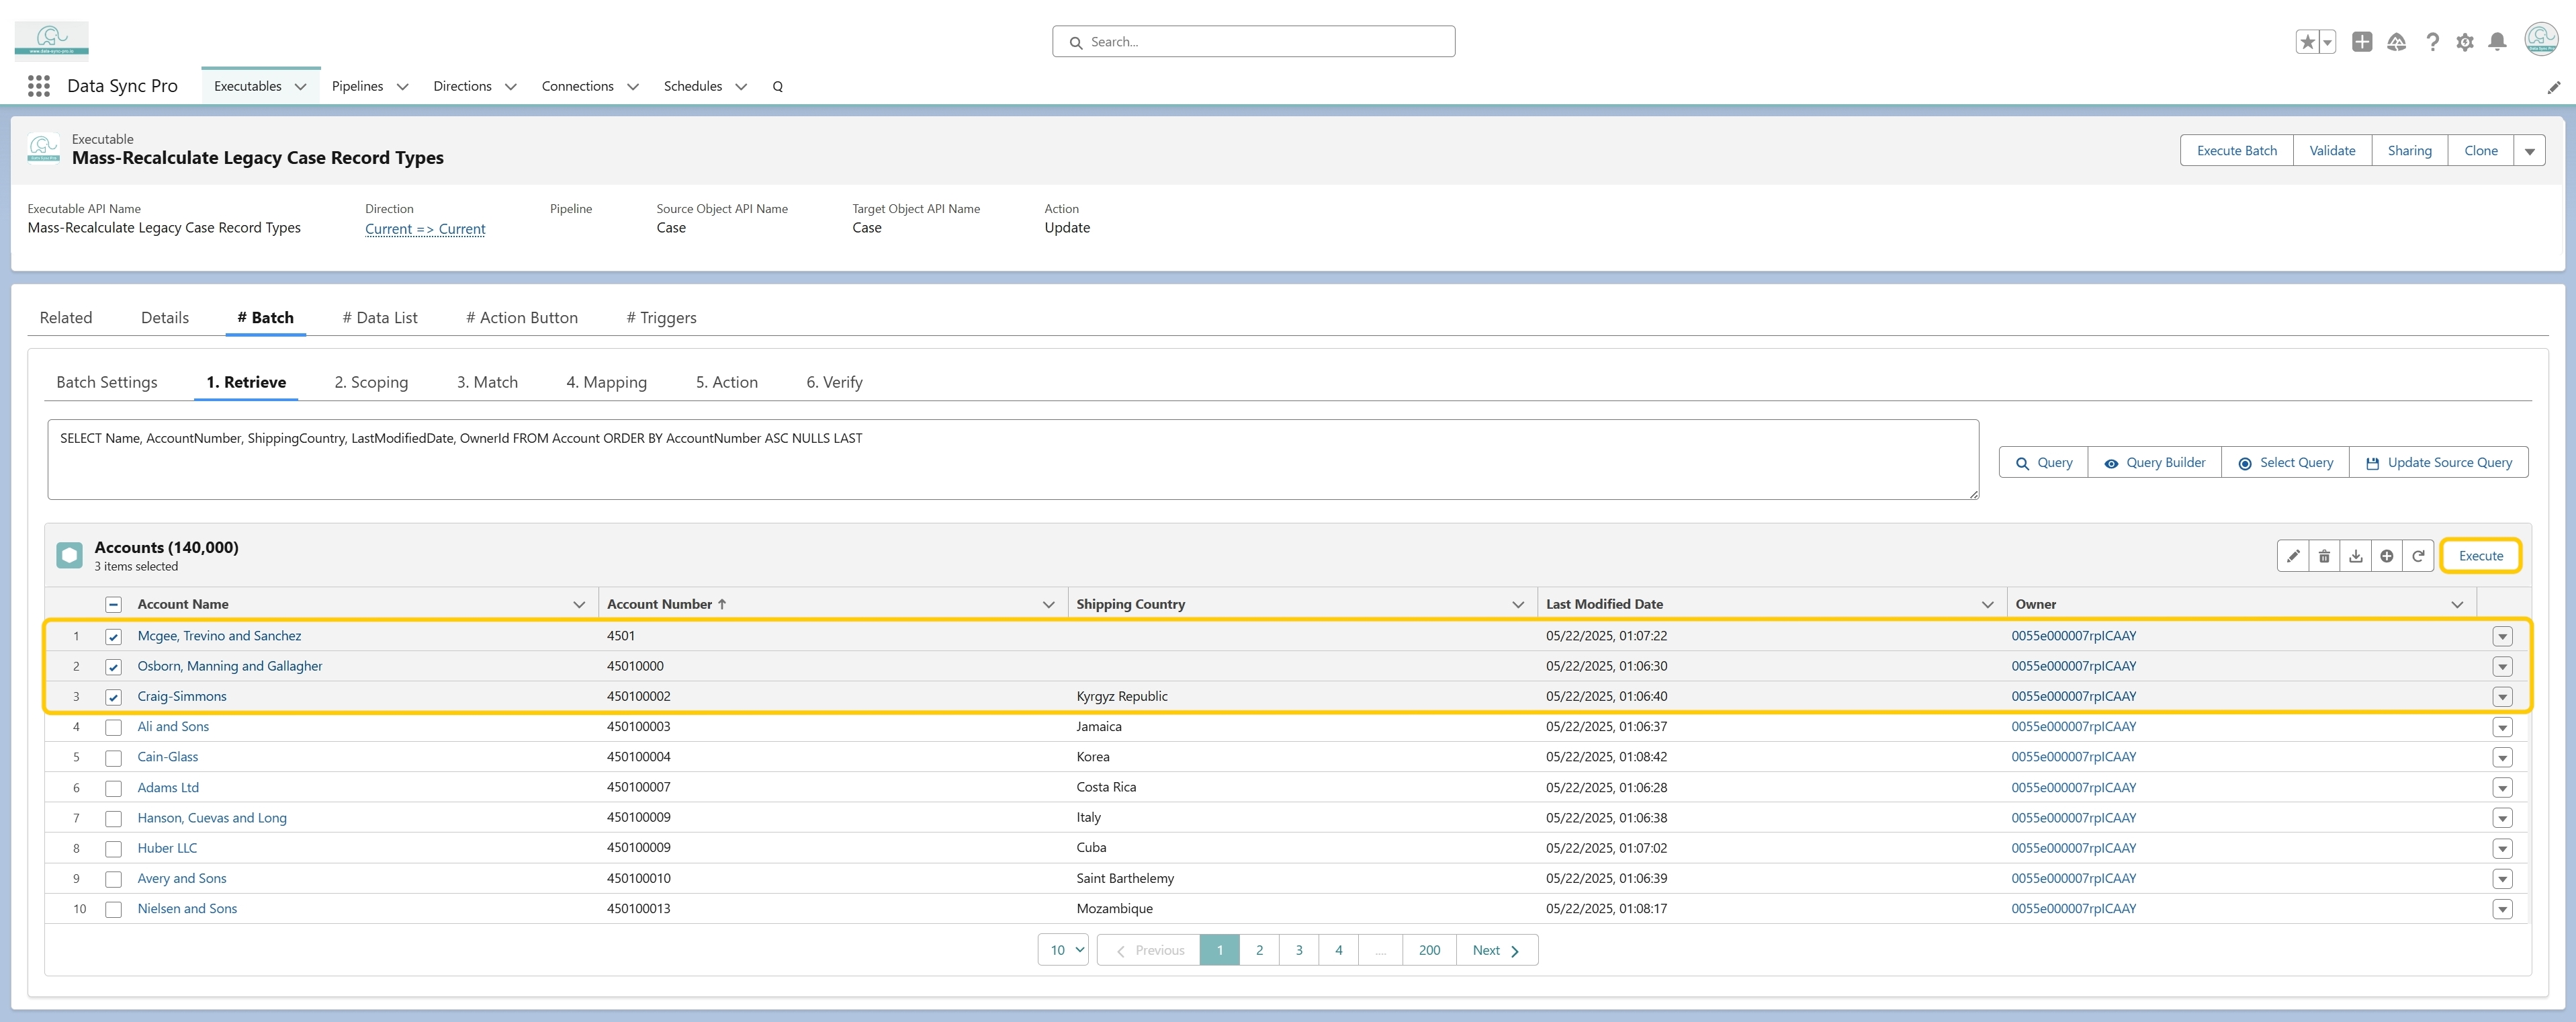 www.data-sync-pro.io
Search...
Data Sync Pro
Executables
Pipelines
Directions
Connections
Schedules
Q
Executable
Mass-Recalculate Legacy Case Record Types
Execute Batch
Validate
Sharing
Clone
Executable API Name
Direction
Pipeline
Source Object API Name
Target Object API Name
Action
Mass-Recalculate Legacy Case Record Types
Current => Current
Case
Case
Update
Related
Details
# Batch
# Data List
# Action Button
# Triggers
Batch Settings
1. Retrieve
2. Scoping
3. Match
4. Mapping
5. Action
6. Verify
SELECT Name, AccountNumber, ShippingCountry, LastModifiedDate, OwnerId FROM Account ORDER BY AccountNumber ASC NULLS LAST
Query
Query Builder
Select Query
Update Source Query
Accounts (140,000)
3 items selected
Execute
Account Name Account Number ↑ Shipping Country Last Modified Date Owner
1 Mcgee, Trevino and Sanchez 4501 05/22/2025, 01:07:22 0055e000007rpICAAY
2 Osborn, Manning and Gallagher 45010000 05/22/2025, 01:06:30 0055e000007rpICAAY
3 Craig-Simmons 450100002 Kyrgyz Republic 05/22/2025, 01:06:40 0055e000007rpICAAY
4 Ali and Sons 450100003 Jamaica 05/22/2025, 01:06:37 0055e000007rpICAAY
5 Cain-Glass 450100004 Korea 05/22/2025, 01:08:42 0055e000007rpICAAY
6 Adams Ltd 450100007 Costa Rica 05/22/2025, 01:06:28 0055e000007rpICAAY
7 Hanson, Cuevas and Long 450100009 Italy 05/22/2025, 01:06:38 0055e000007rpICAAY
8 Huber LLC 450100009 Cuba 05/22/2025, 01:07:02 0055e000007rpICAAY
9 Avery and Sons 450100010 Saint Barthelemy 05/22/2025, 01:06:39 0055e000007rpICAAY
10 Nielsen and Sons 450100013 Mozambique 05/22/2025, 01:08:17 0055e000007rpICAAY
10 Previous 1 2 3 4 .... 200 Next